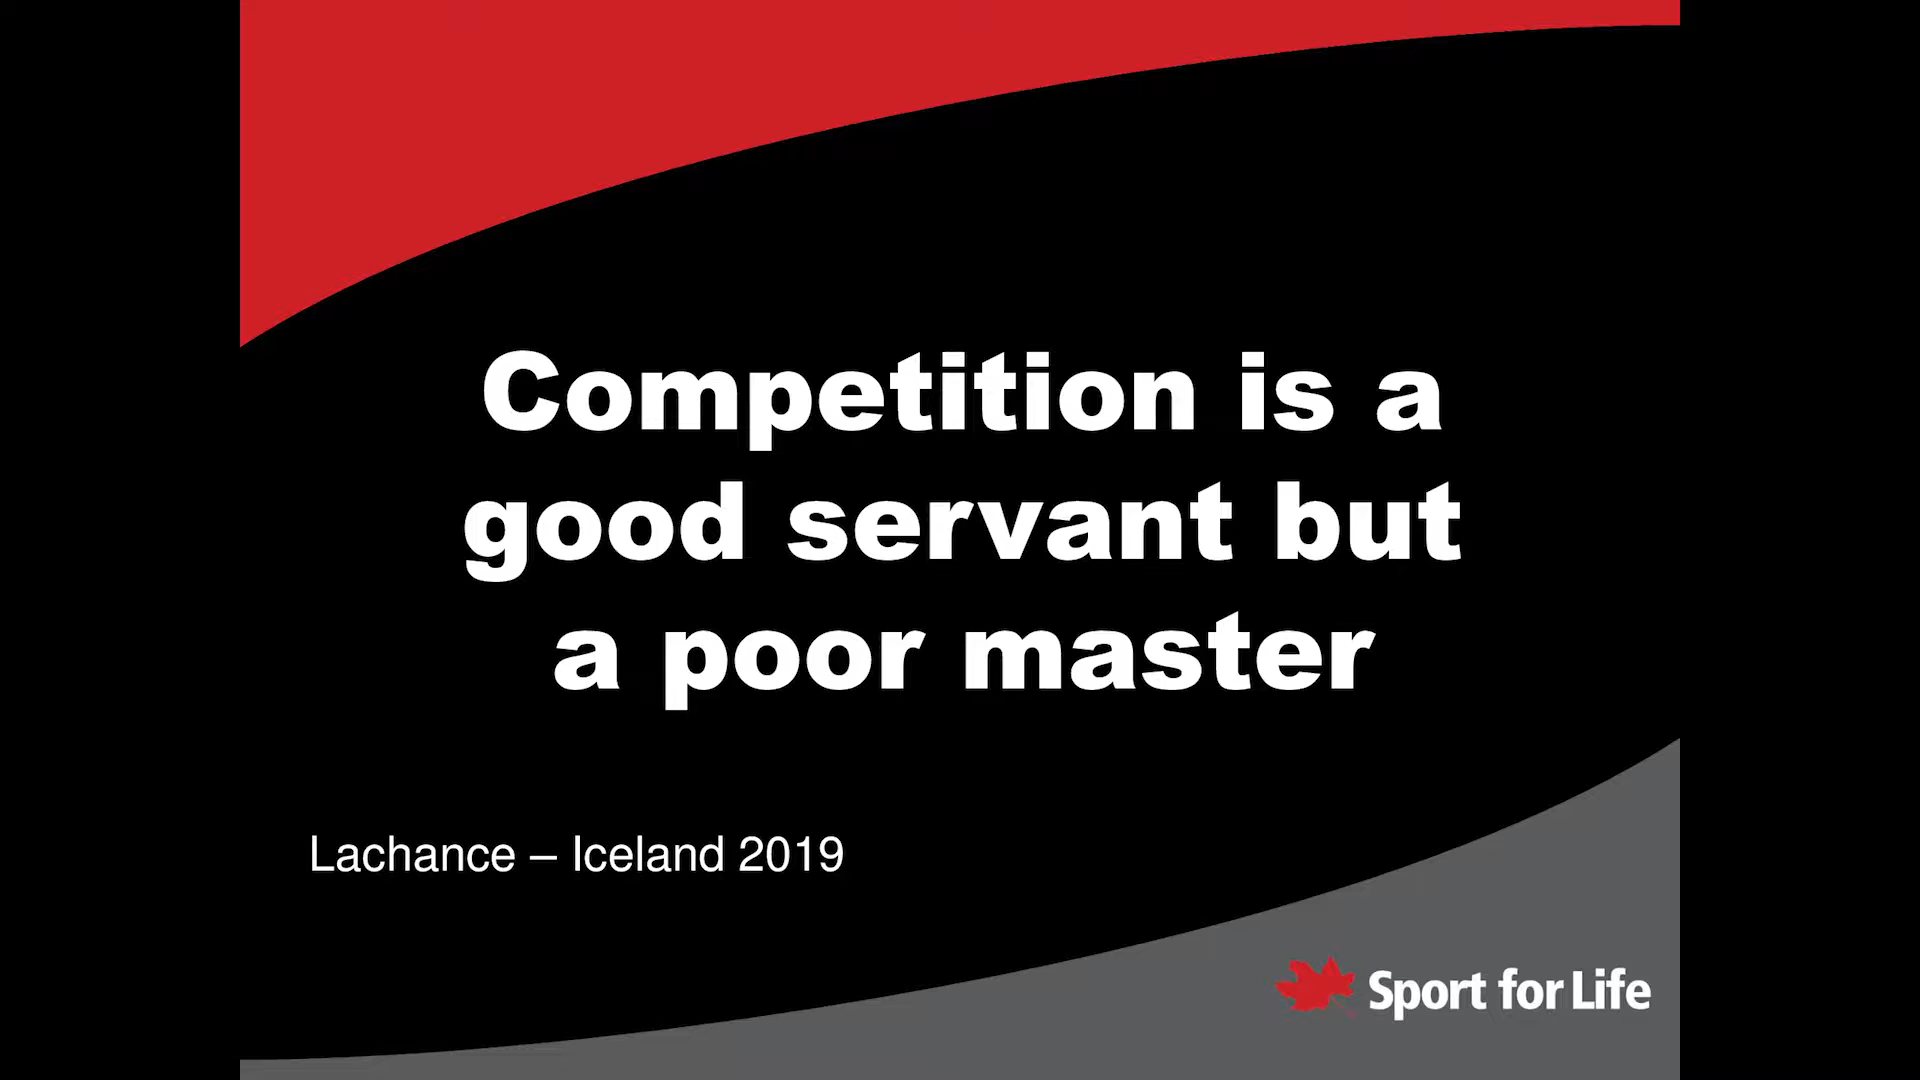 Competition is a
good servant but
a poor master
Lachance – Iceland 2019
Sport for Life